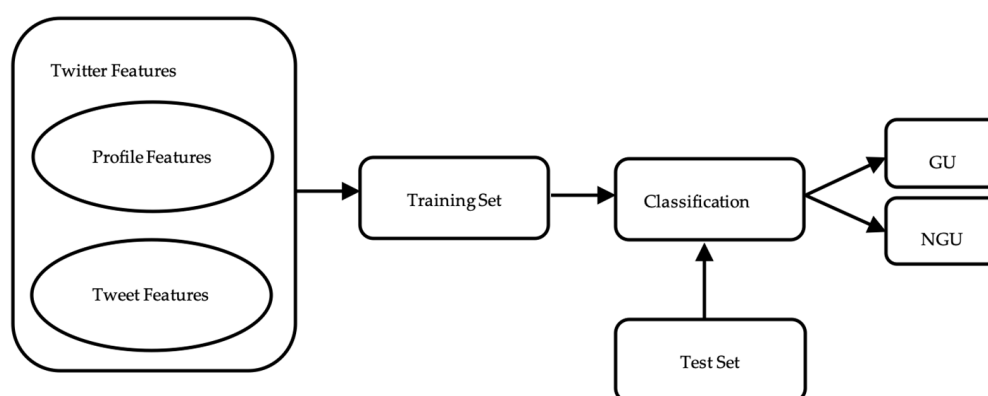 Twitter Features
Profile Features
Tweet Features
Training Set
Classification
Test Set
GU
NGU